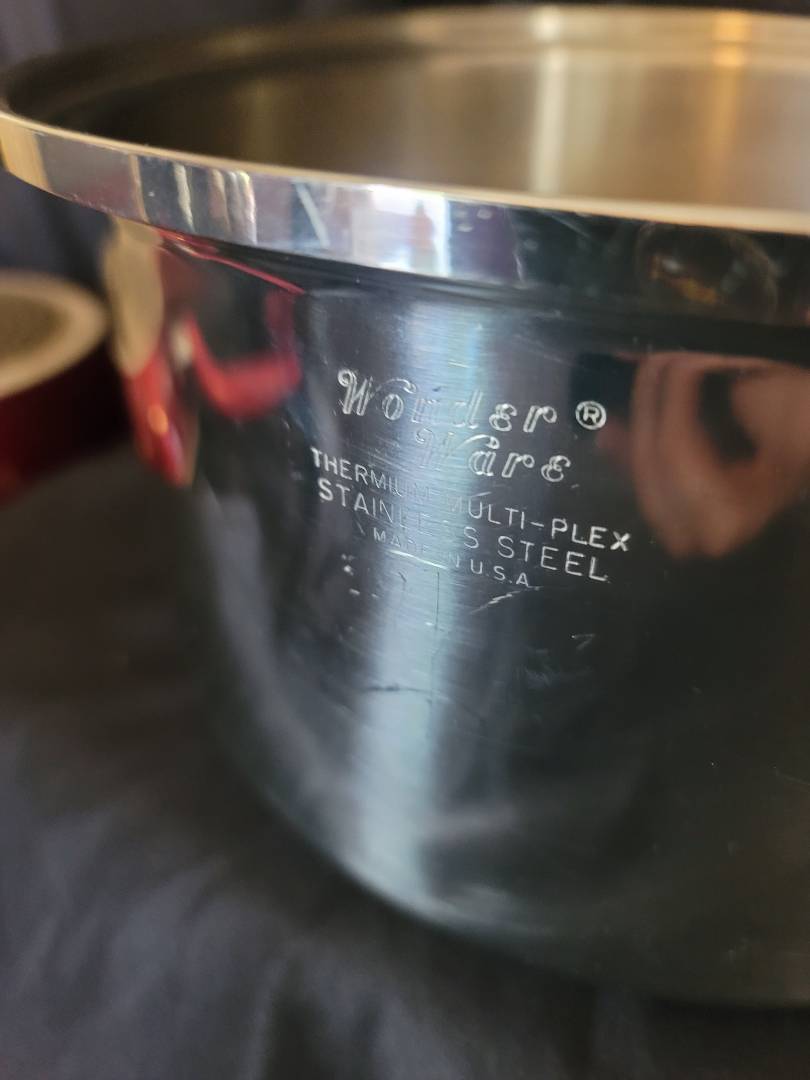 Wonder ®
Ware
THERMIUM MULTI-PLEX
STAINLESS STEEL
MADE IN U.S.A.